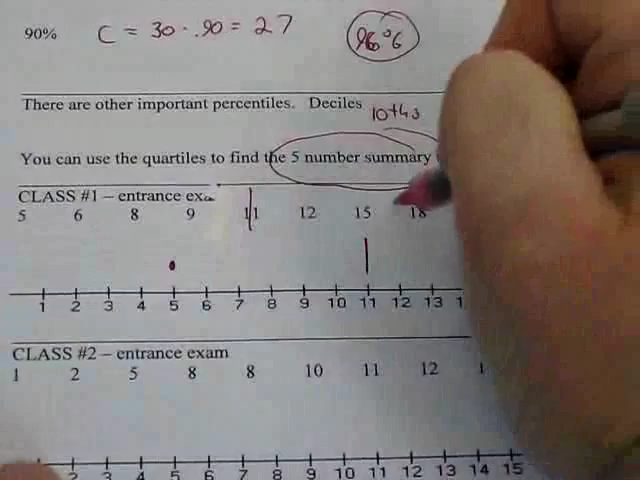 90% C = 30 · .90 = 27
There are other important percentiles. Deciles 10ths
You can use the quartiles to find the 5 number summary
CLASS #1 – entrance
5 6 8 9 11 12 15 18
1 2 3 4 5 6 7 8 9 10 11 12 13
CLASS #2 – entrance exam
1 2 5 8 8 10 11 12
2 3 4 5 6 7 8 9 10 11 12 13 14 15